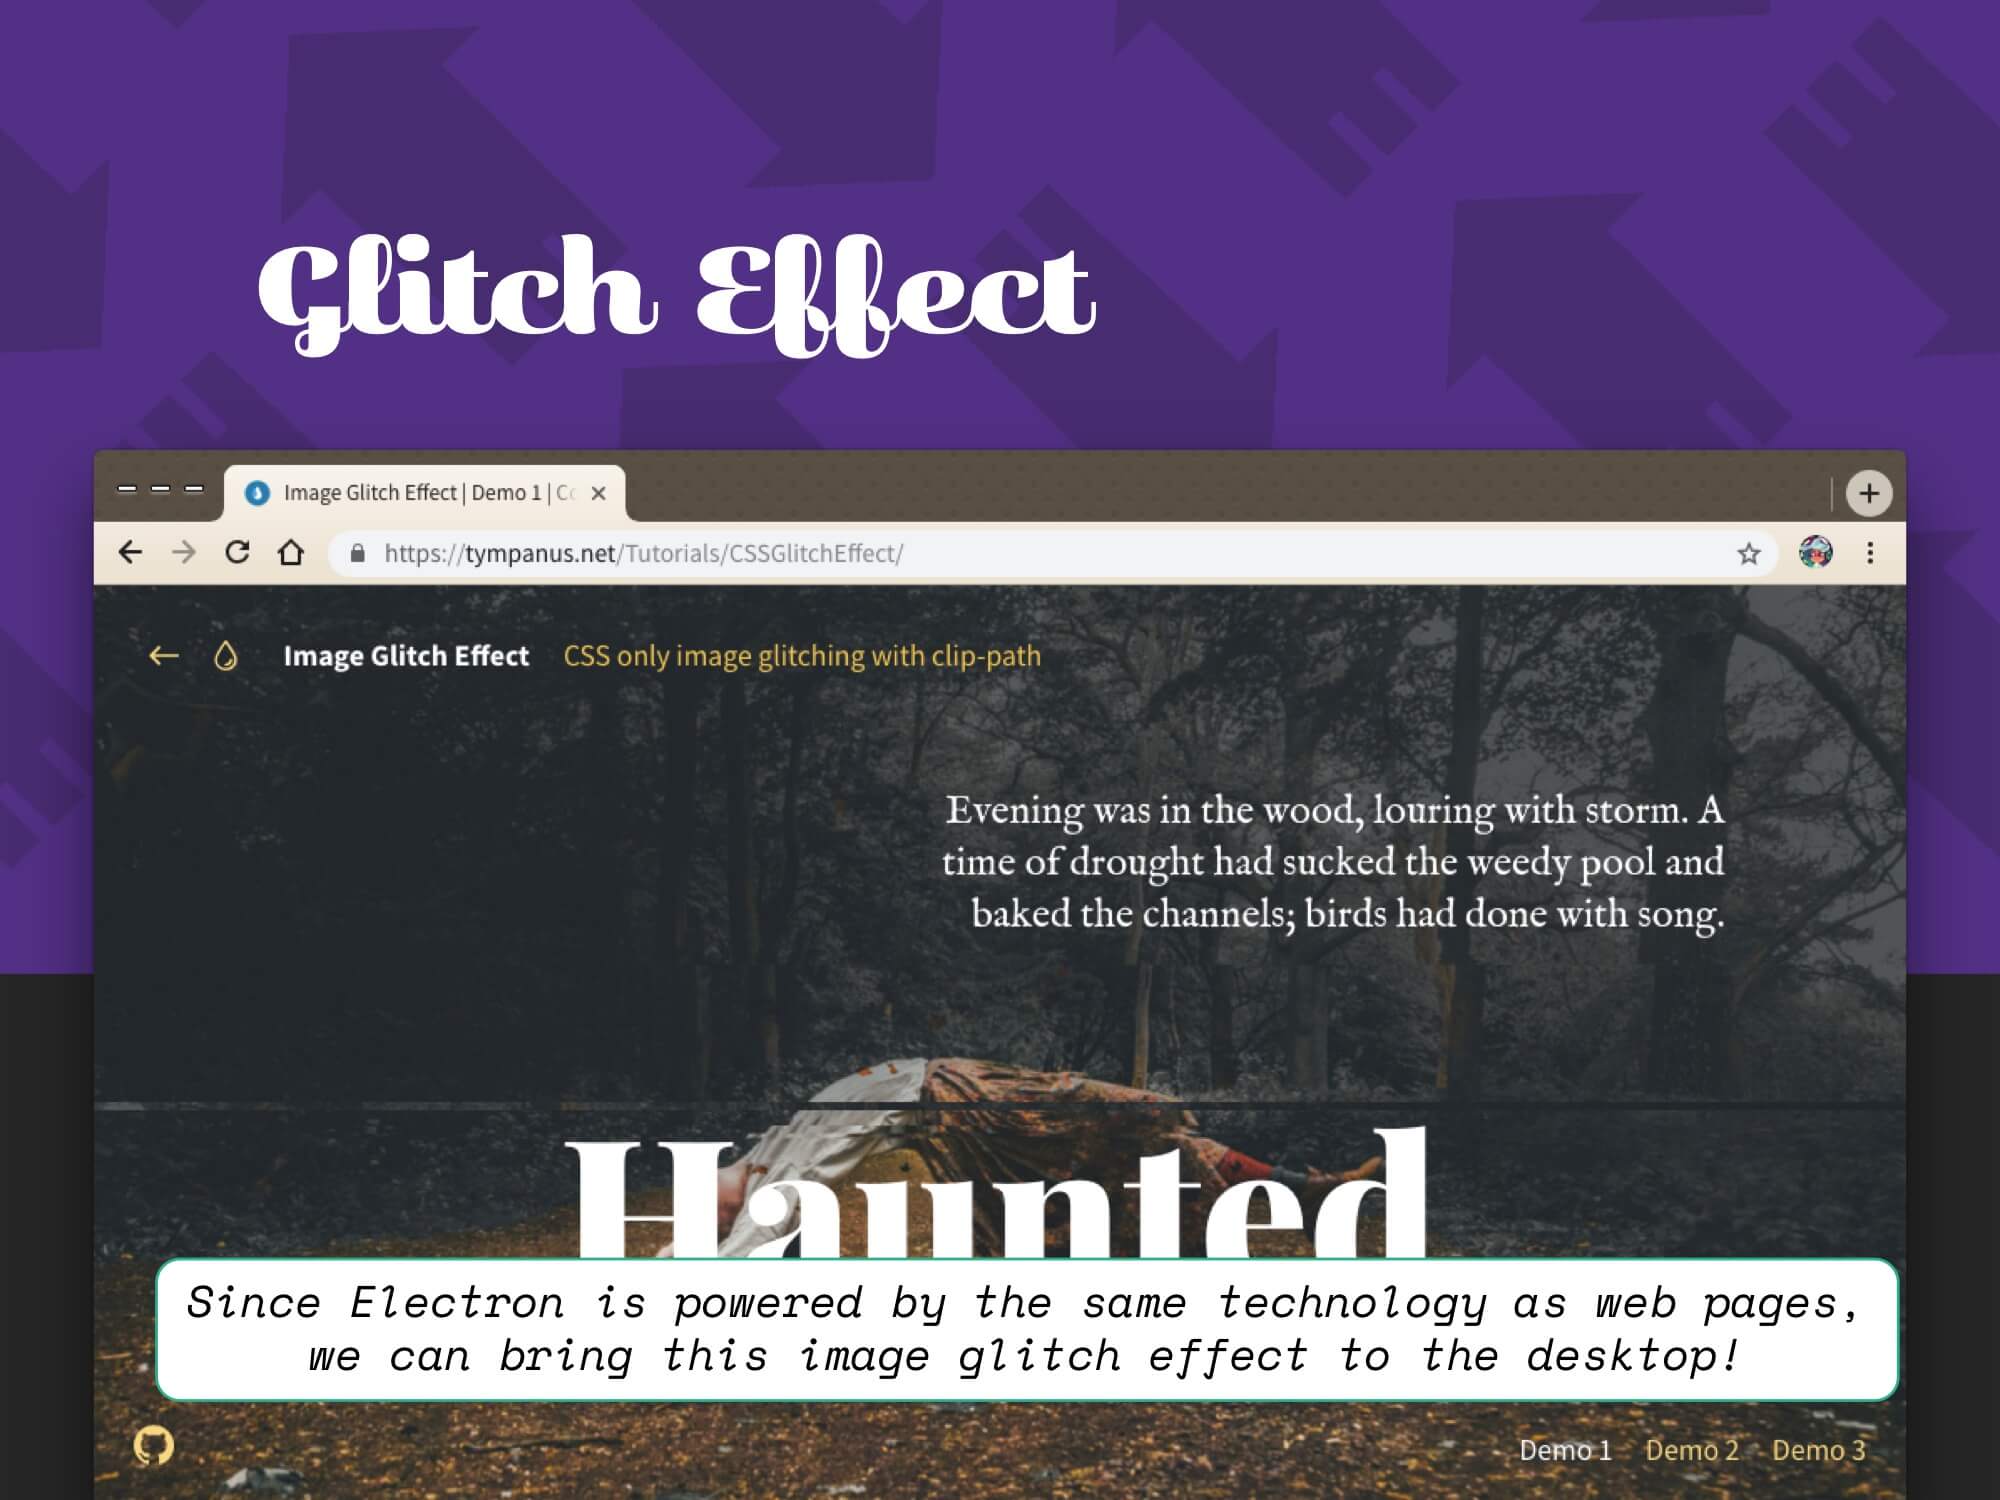 Glitch Effect
Image Glitch Effect | Demo 1 | Co
https://tympanus.net/Tutorials/CSSGlitchEffect/
Image Glitch Effect CSS only image glitching with clip-path
Evening was in the wood, louring with storm. A
time of drought had sucked the weedy pool and
baked the channels; birds had done with song.
Haunted
Since Electron is powered by the same technology as web pages,
we can bring this image glitch effect to the desktop!
Demo 1 Demo 2 Demo 3